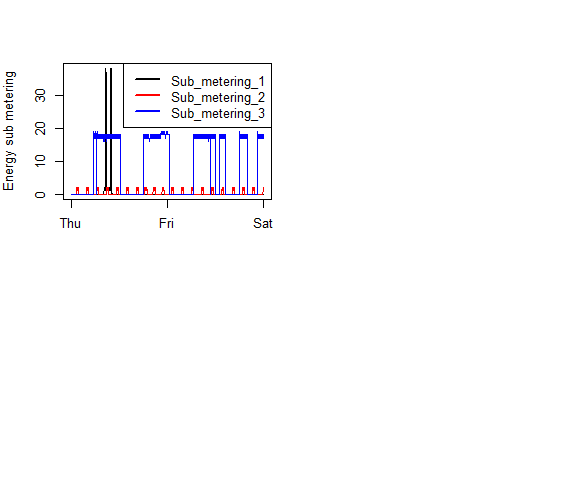 Energy sub metering
30
20
10
0
Sub_metering_1
Sub_metering_2
Sub_metering_3
Thu Fri Sat